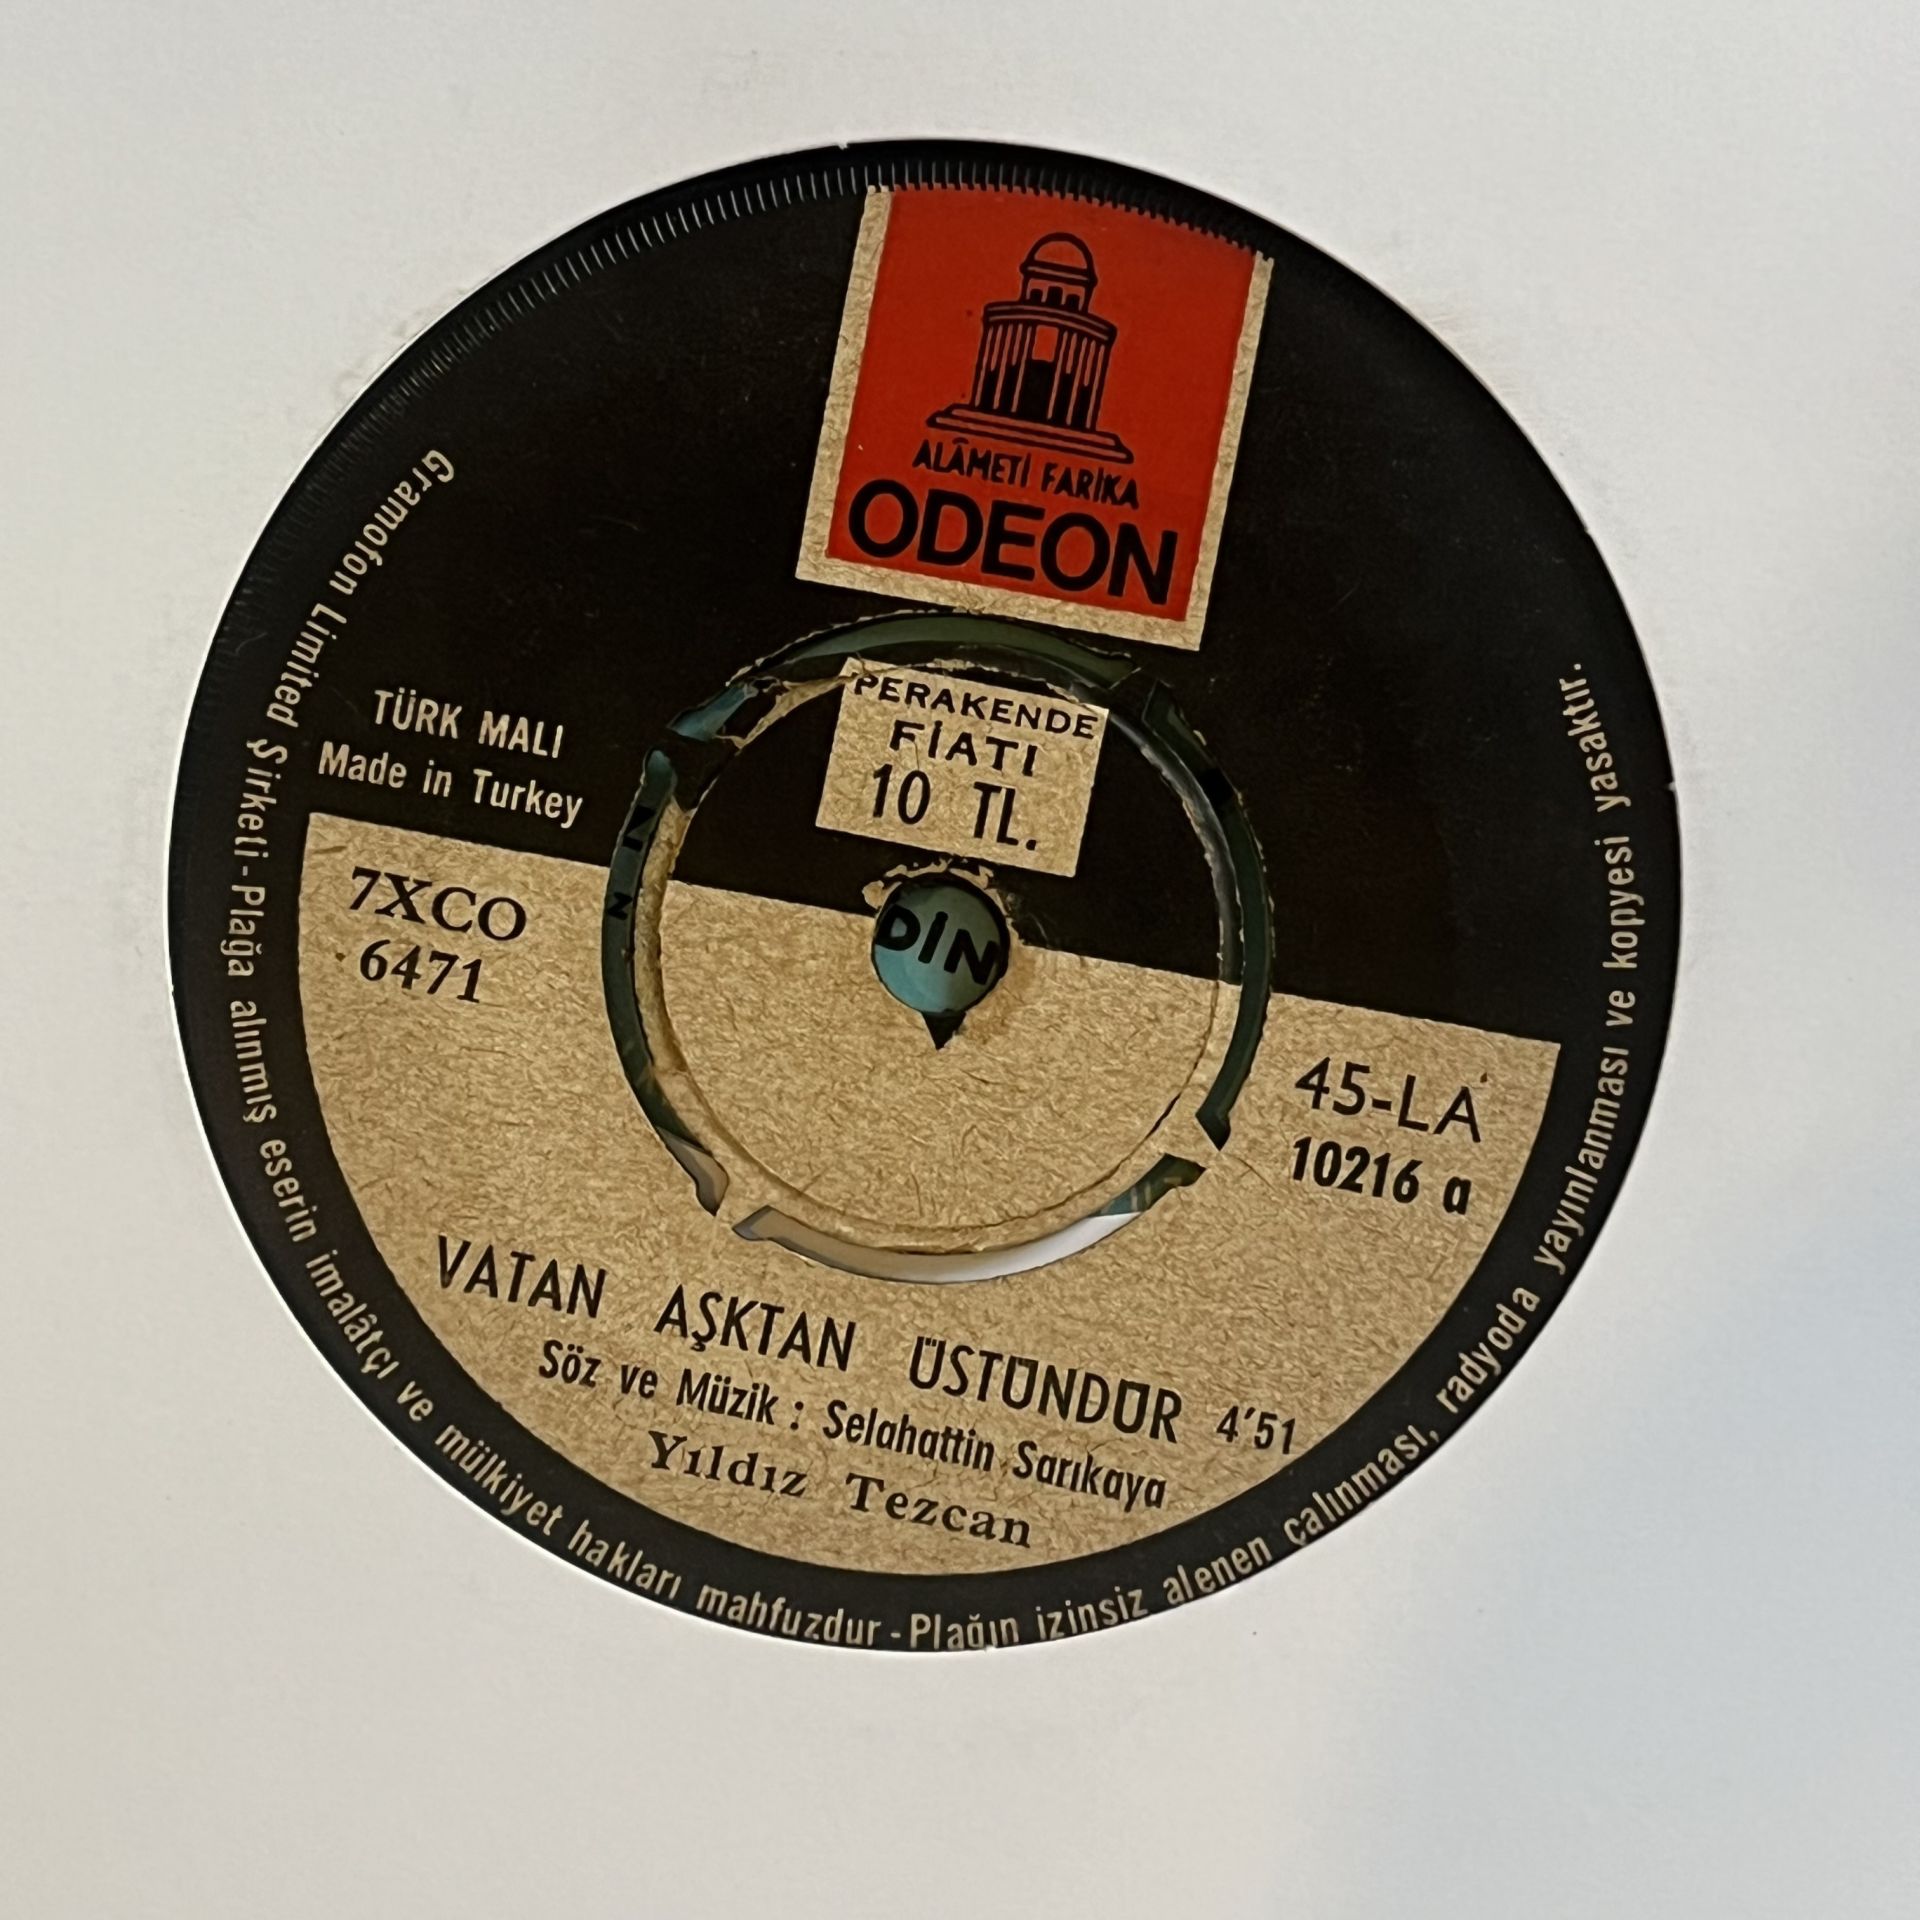 ALÂMETİ FARİKA
ODEON
PERAKENDE
FİATI
10 TL.
TÜRK MALI
Made in Turkey
DİN
7XCO
6471
45-LA
10216 a
VATAN AŞKTAN ÜSTÜNDÜR 4'51
Söz ve Müzik : Selahattin Sarıkaya
Yıldız Tezcan
Gramofon Limited Şirketi - Plağa alınmış eserin imalâtçı ve mülkiyet hakları mahfuzdur - Plağın izinsiz alenen çalınması, radyoda yayınlanması ve kopyesi yasaktır.